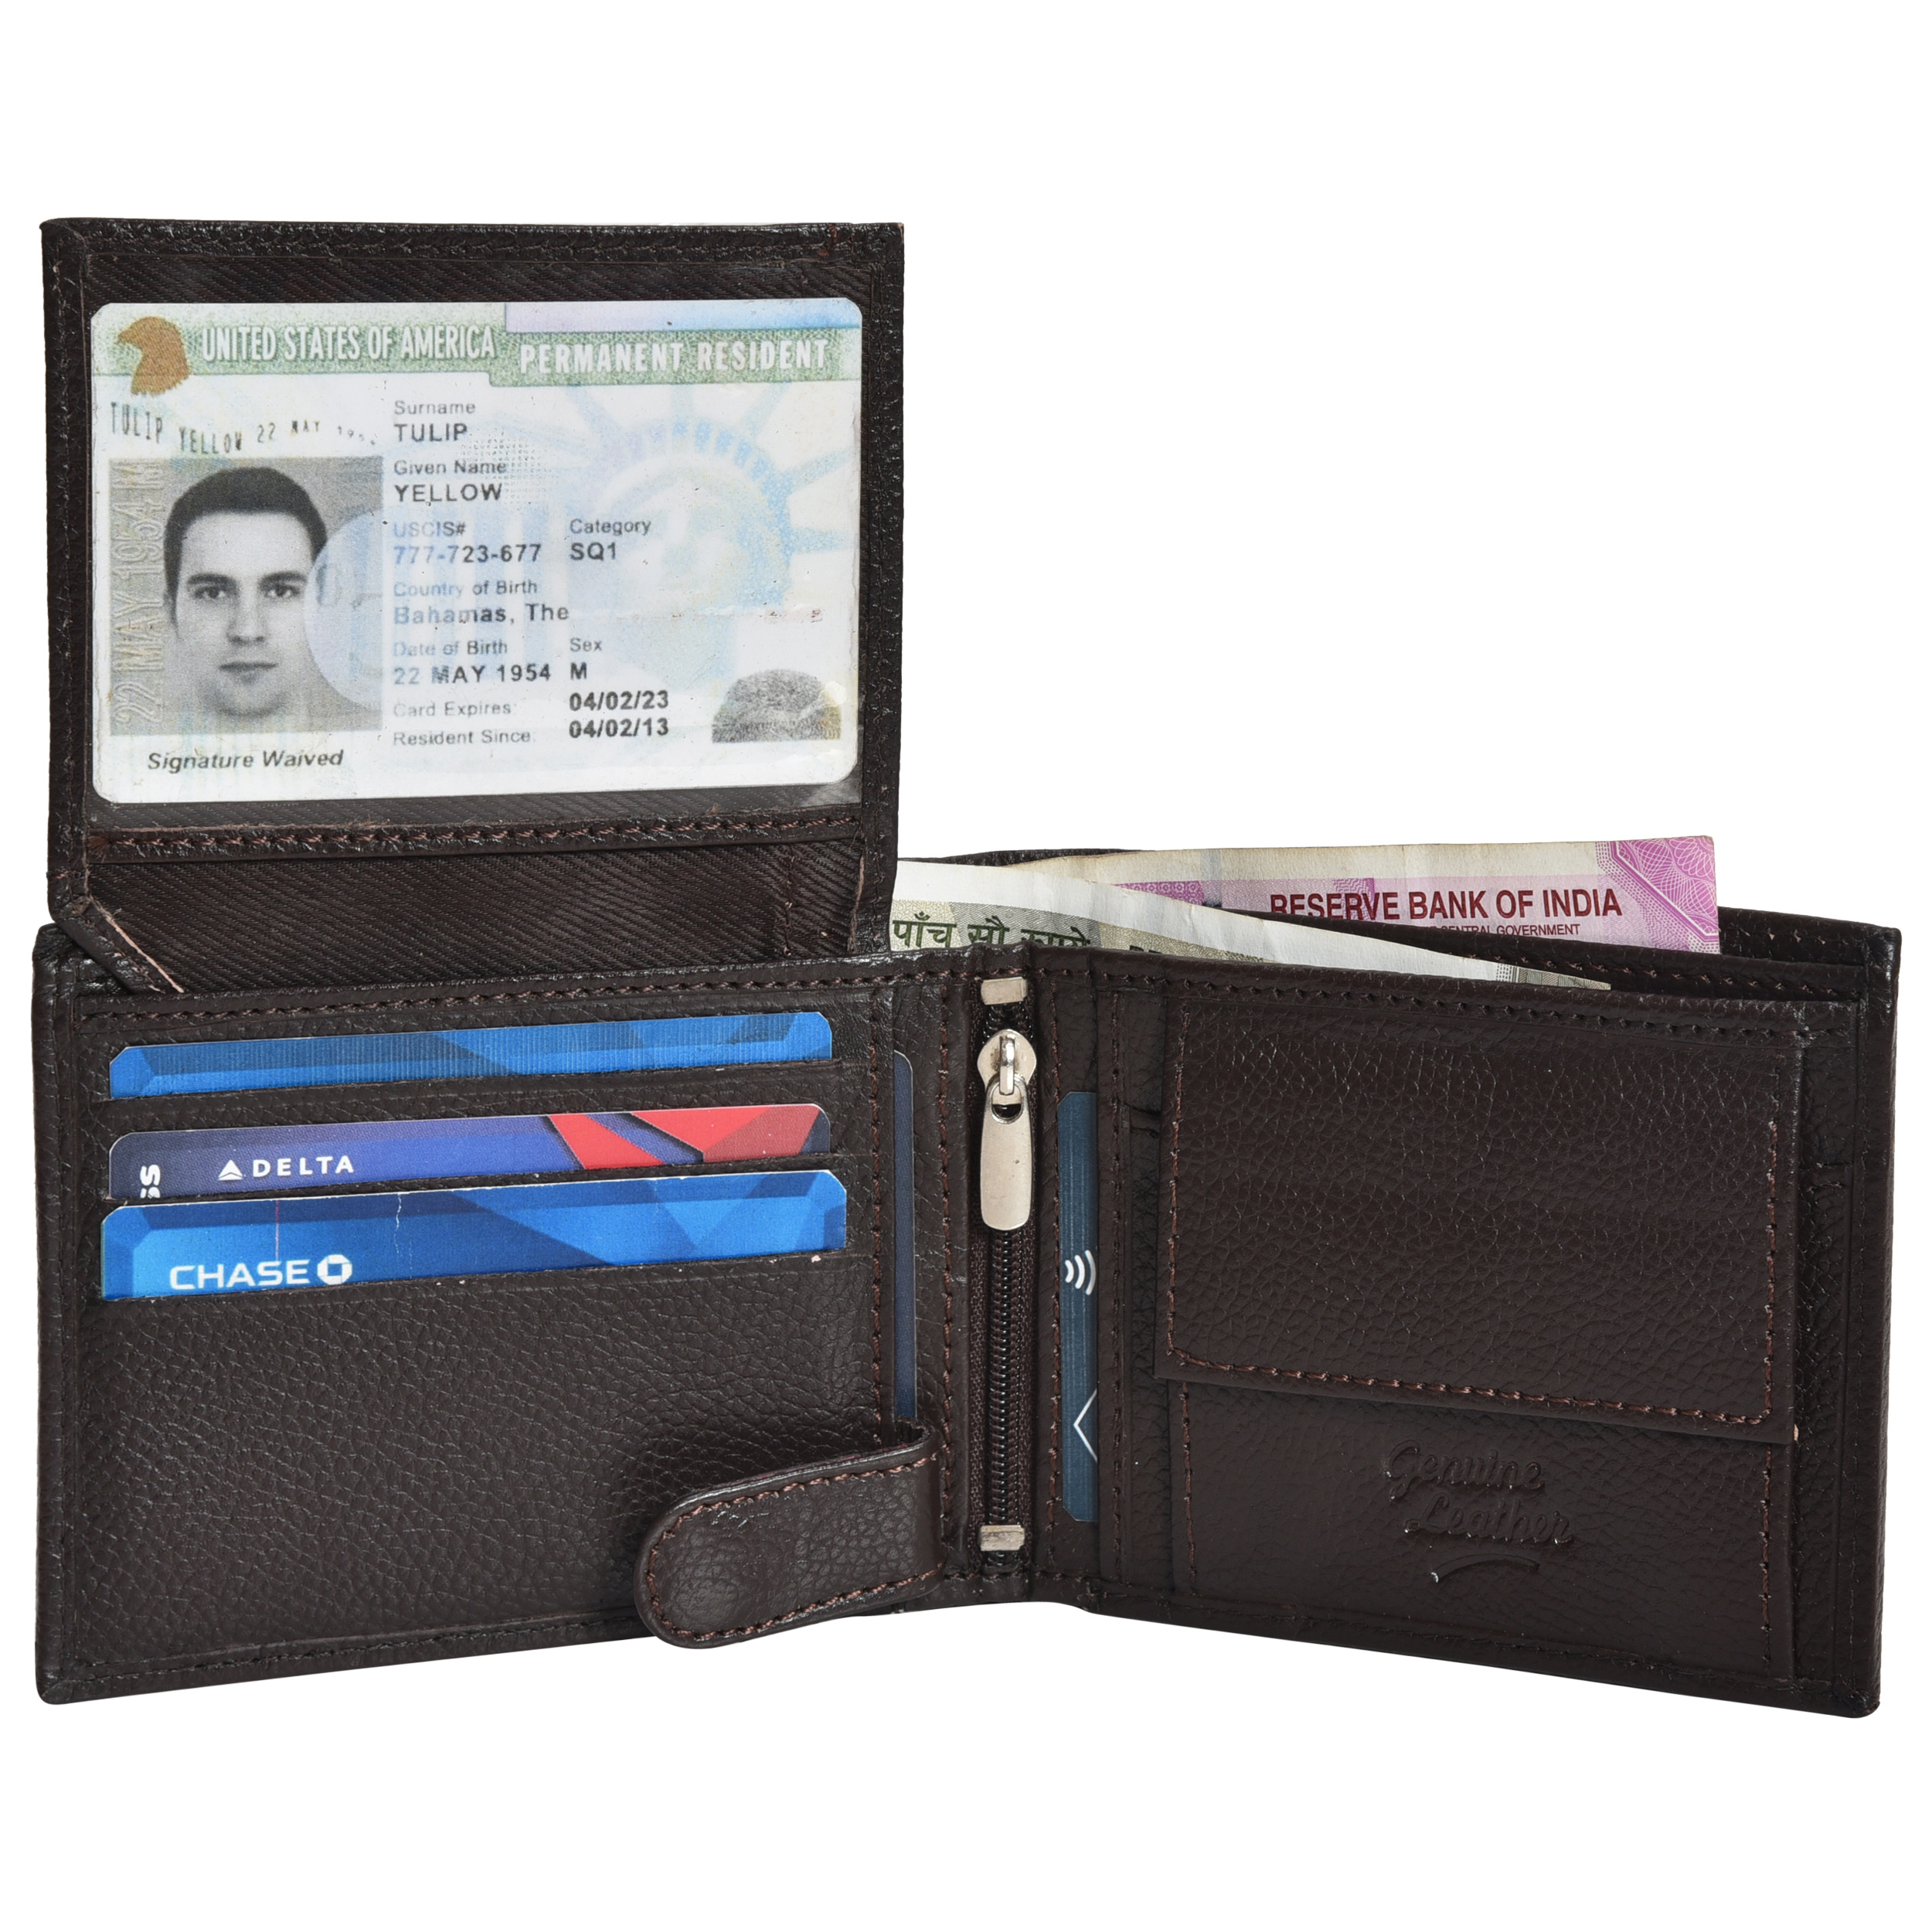 UNITED STATES OF AMERICA
PERMANENT RESIDENT
TULIP YELLOW 22 MAY 195
Surname
TULIP
Given Name
YELLOW
USCIS# Category
777-723-677 SQ1
Country of Birth
Bahamas, The
Date of Birth Sex
22 MAY 1954 M
Card Expires: 04/02/23
Resident Since: 04/02/13
22 MAY 1954 M
Signature Waived
RESERVE BANK OF INDIA
CENTRAL GOVERNMENT
पाँच सौ रुपये
DELTA
CHASE
Genuine
Leather